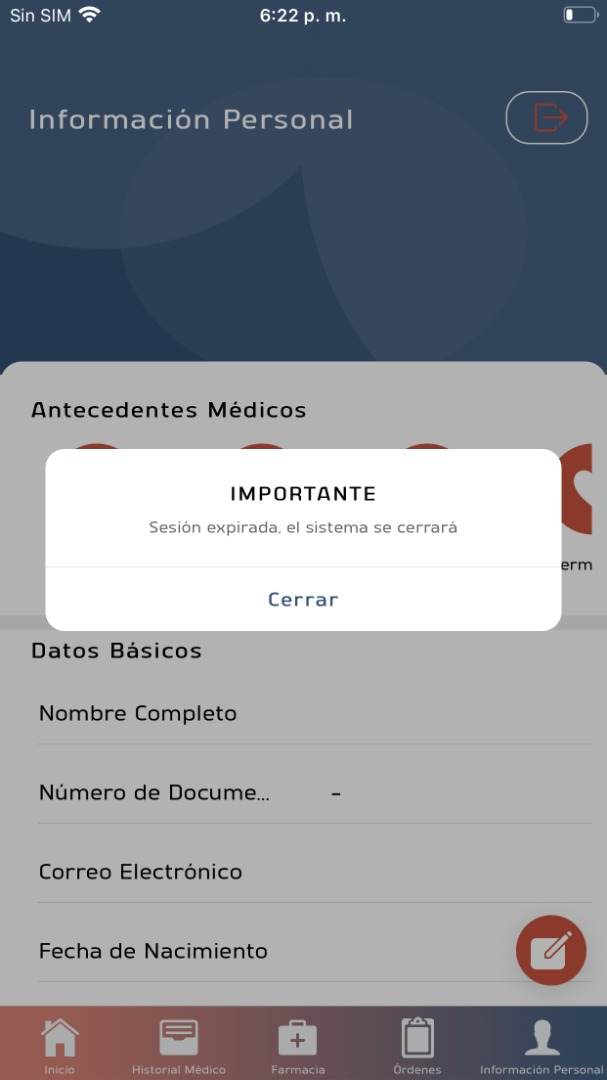 Sin SIM
6:22 p. m.
Información Personal
Antecedentes Médicos
erm
IMPORTANTE
Sesión expirada, el sistema se cerrará
Cerrar
Datos Básicos
Nombre Completo
Número de Docume... -
Correo Electrónico
Fecha de Nacimiento
Inicio
Historial Médico
Farmacia
Órdenes
Información Personal